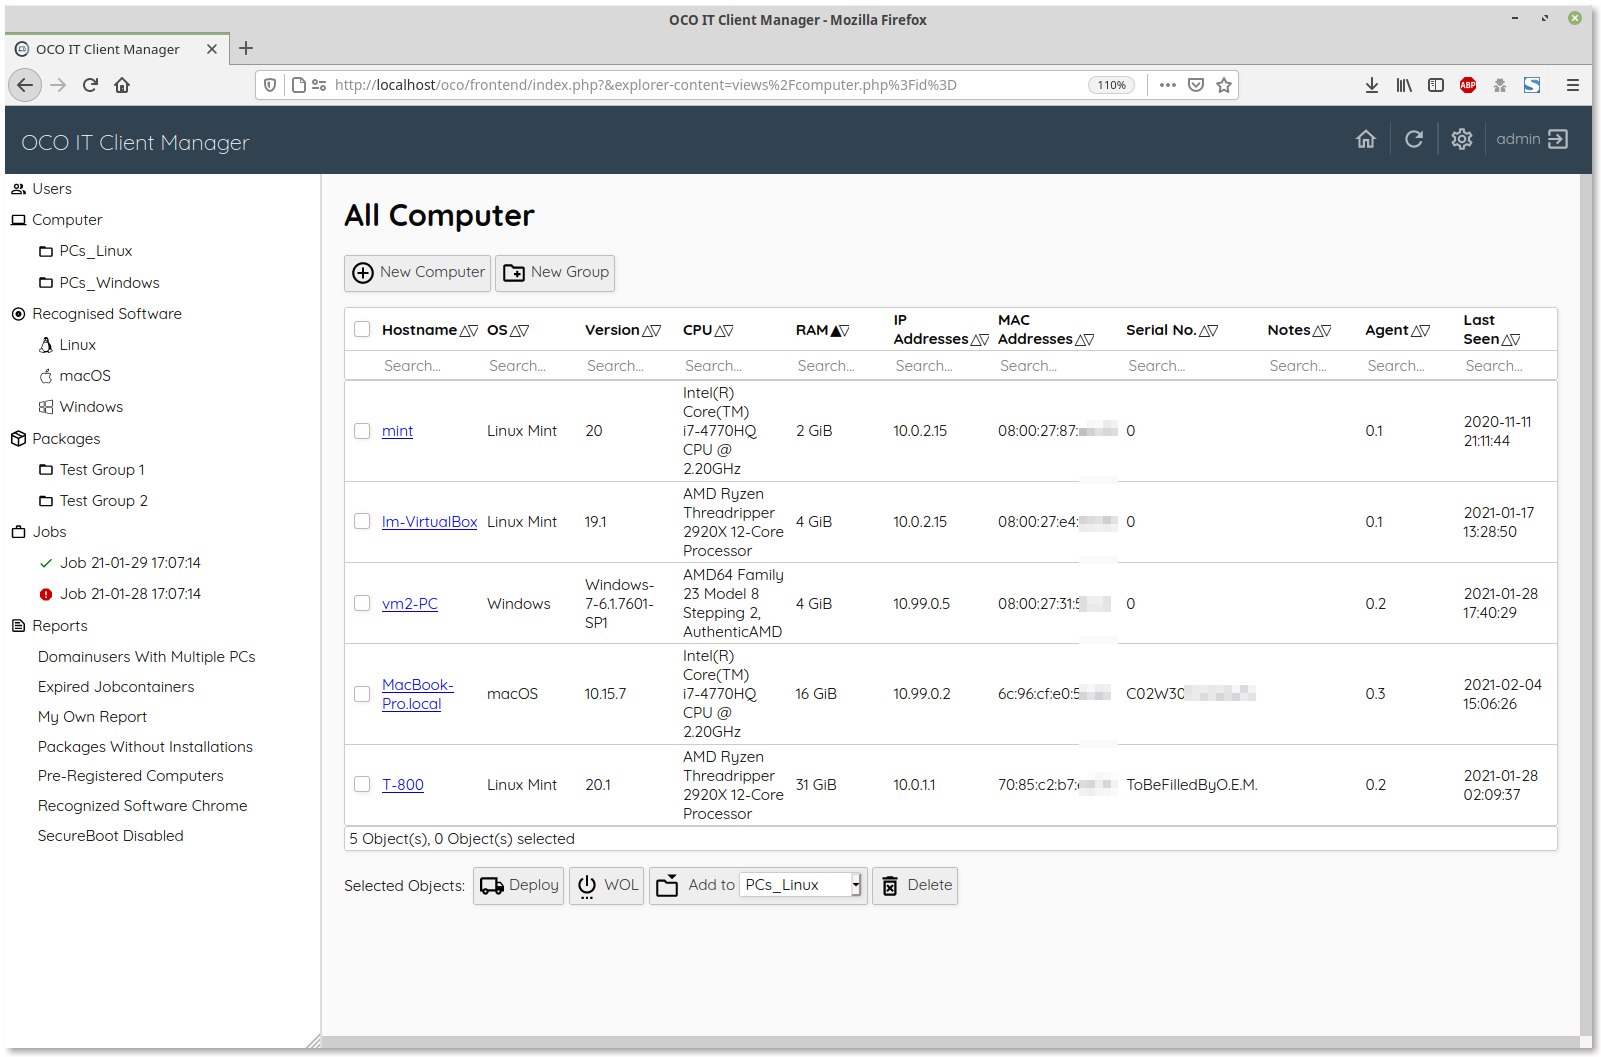 OCO IT Client Manager - Mozilla Firefox
OCO IT Client Manager
http://localhost/oco/frontend/index.php?&explorer-content=views%2Fcomputer.php%3Fid%3D
110%
ABP
OCO IT Client Manager
admin
Users
Computer
PCs_Linux
PCs_Windows
Recognised Software
Linux
macOS
Windows
Packages
Test Group 1
Test Group 2
Jobs
Job 21-01-29 17:07:14
Job 21-01-28 17:07:14
Reports
Domainusers With Multiple PCs
Expired Jobcontainers
My Own Report
Packages Without Installations
Pre-Registered Computers
Recognized Software Chrome
SecureBoot Disabled
All Computer
New Computer
New Group
Hostname
OS
Version
CPU
RAM
IP
Addresses
MAC
Addresses
Serial No.
Notes
Agent
Last
Seen
Search...
Search...
Search...
Search...
Search...
Search...
Search...
Search...
Search...
Search...
Search...
mint
Linux Mint
20
Intel(R)
Core(TM)
i7-4770HQ
CPU @
2.20GHz
2 GiB
10.0.2.15
08:00:27:87:
0
0.1
2020-11-11
21:11:44
lm-VirtualBox
Linux Mint
19.1
AMD Ryzen
Threadripper
2920X 12-Core
Processor
4 GiB
10.0.2.15
08:00:27:e4:
0
0.1
2021-01-17
13:28:50
vm2-PC
Windows
Windows-
7-6.1.7601-
SP1
AMD64 Family
23 Model 8
Stepping 2,
AuthenticAMD
4 GiB
10.99.0.5
08:00:27:31:
0
0.2
2021-01-28
17:40:29
MacBook-
Pro.local
macOS
10.15.7
Intel(R)
Core(TM)
i7-4770HQ
CPU @
2.20GHz
16 GiB
10.99.0.2
6c:96:cf:e0:
C02W30
0.3
2021-02-04
15:06:26
T-800
Linux Mint
20.1
AMD Ryzen
Threadripper
2920X 12-Core
Processor
31 GiB
10.0.1.1
70:85:c2:b7:
ToBeFilledByO.E.M.
0.2
2021-01-28
02:09:37
5 Object(s), 0 Object(s) selected
Selected Objects:
Deploy
WOL
Add to
PCs_Linux
Delete